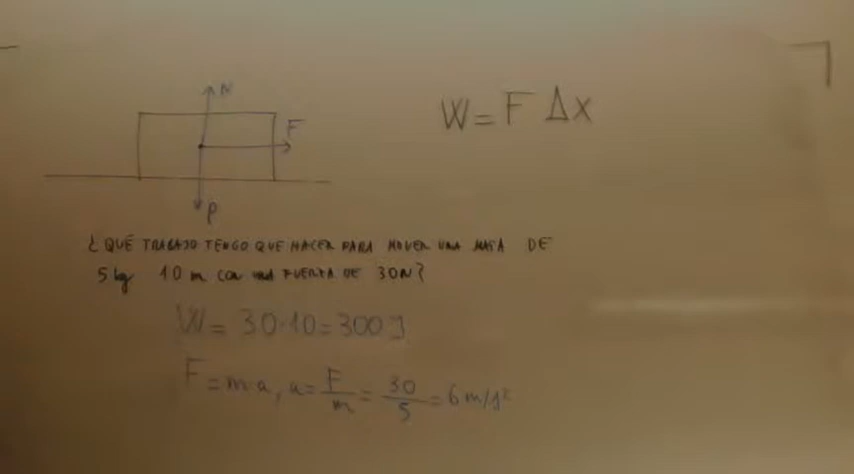 N
F
P
W = F Δx
¿QUÉ TRABAJO TENGO QUE HACER PARA MOVER UNA MASA DE
5 kg 10 m CON UNA FUERZA DE 30N?
W = 30·10 = 300 J
F = m a, a = F/m = 30/5 = 6 m/s²